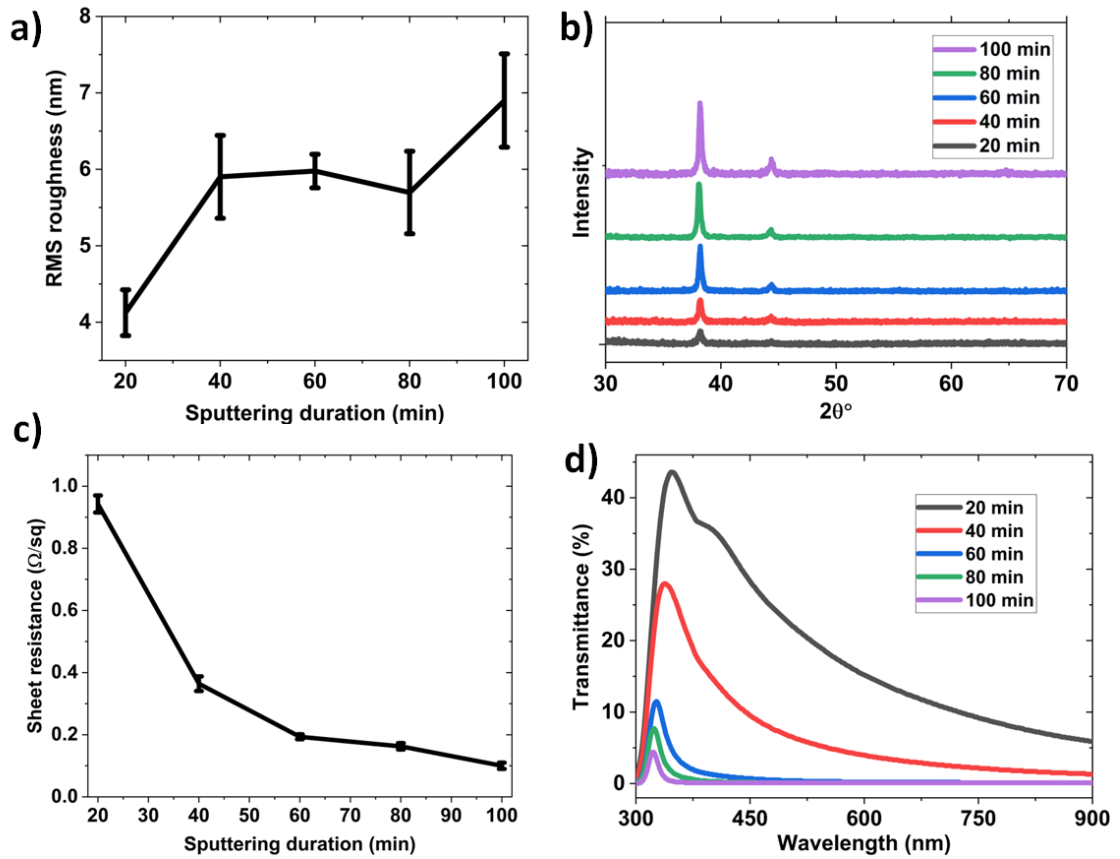 a)
RMS roughness (nm)
8
7
6
5
4
20 40 60 80 100
Sputtering duration (min)
b)
Intensity
100 min
80 min
60 min
40 min
20 min
30 40 50 60 70
2θ°
c)
Sheet resistance (Ω/sq)
1.0
0.8
0.6
0.4
0.2
0.0
20 30 40 50 60 70 80 90 100
Sputtering duration (min)
d)
Transmittance (%)
40
30
20
10
0
20 min
40 min
60 min
80 min
100 min
300 450 600 750 900
Wavelength (nm)